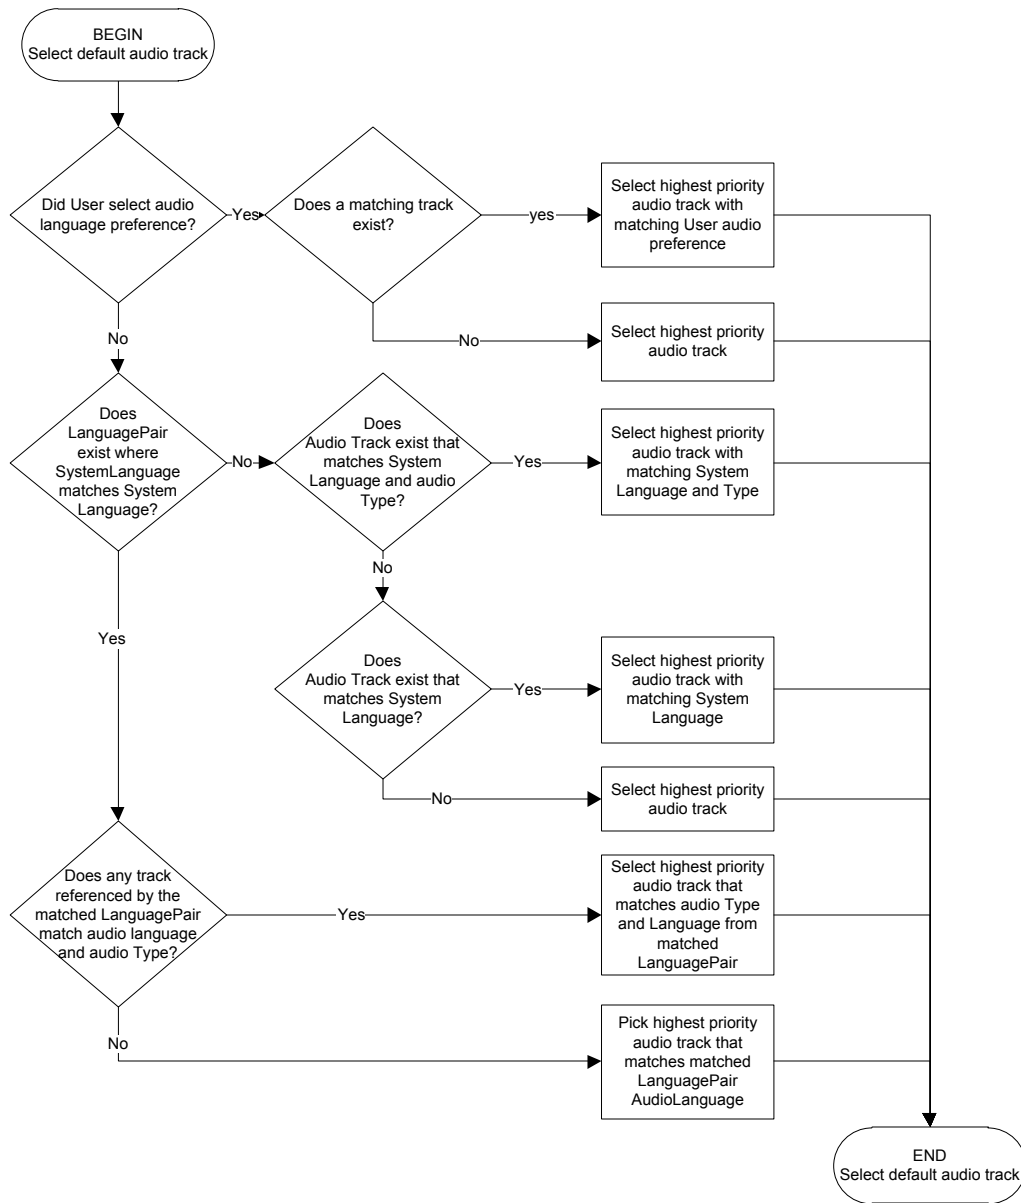 BEGIN
Select default audio track
Did User select audio
language preference?
Yes
Does a matching track
exist?
yes
Select highest priority
audio track with
matching User audio
preference
No
No
Select highest priority
audio track
Does
LanguagePair
exist where
SystemLanguage
matches System
Language?
No
Does
Audio Track exist that
matches System
Language and audio
Type?
Yes
Select highest priority
audio track with
matching System
Language and Type
No
Yes
Does
Audio Track exist that
matches System
Language?
Yes
Select highest priority
audio track with
matching System
Language
No
Select highest priority
audio track
Does any track
referenced by the
matched LanguagePair
match audio language
and audio Type?
Yes
Select highest priority
audio track that
matches audio Type
and Language from
matched
LanguagePair
No
Pick highest priority
audio track that
matches matched
LanguagePair
AudioLanguage
END
Select default audio track